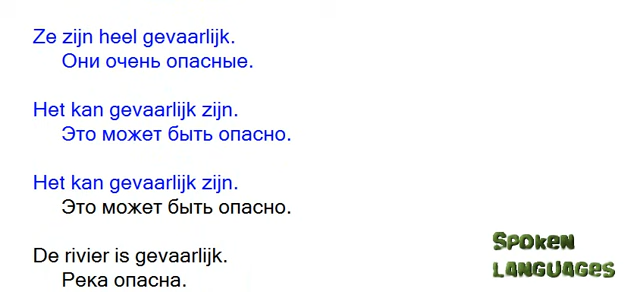 Ze zijn heel gevaarlijk.
Они очень опасные.
Het kan gevaarlijk zijn.
Это может быть опасно.
Het kan gevaarlijk zijn.
Это может быть опасно.
De rivier is gevaarlijk.
Река опасна.
SPOKEN
LANGUAGES